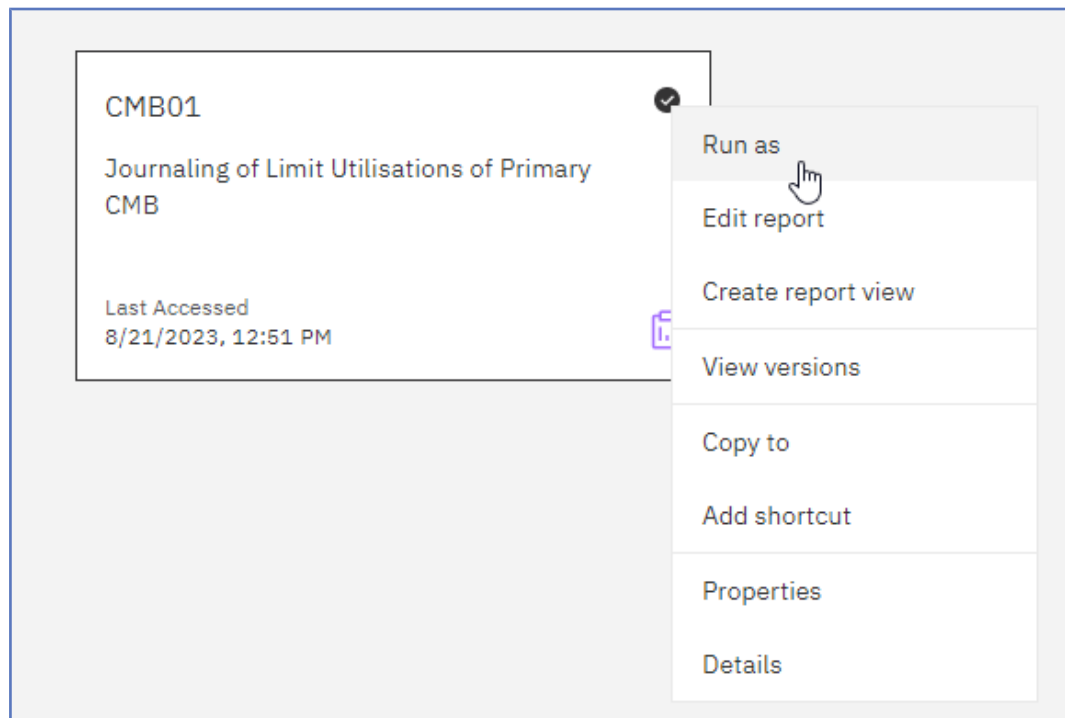 CMB01
Journaling of Limit Utilisations of Primary
CMB
Last Accessed
8/21/2023, 12:51 PM
Run as
Edit report
Create report view
View versions
Copy to
Add shortcut
Properties
Details